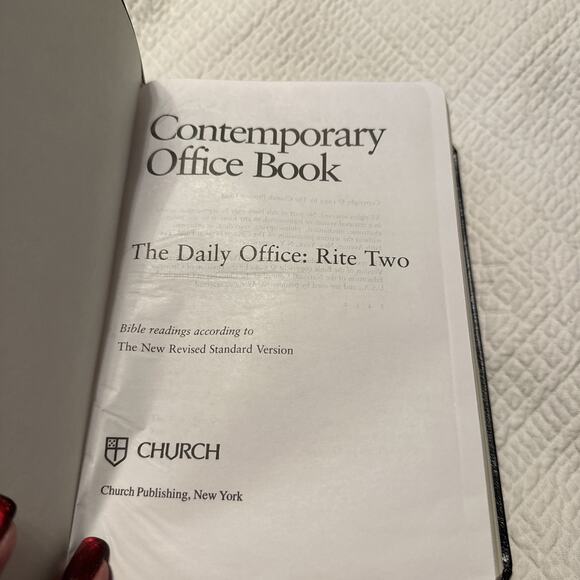 Contemporary
Office Book
The Daily Office: Rite Two
Bible readings according to
The New Revised Standard Version
CHURCH
Church Publishing, New York